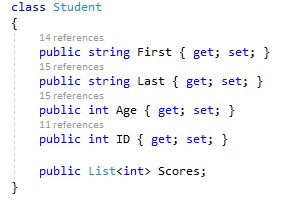 class Student
{
14 references
public string First { get; set; }
15 references
public string Last { get; set; }
15 references
public int Age { get; set; }
11 references
public int ID { get; set; }
public List<int> Scores;
}